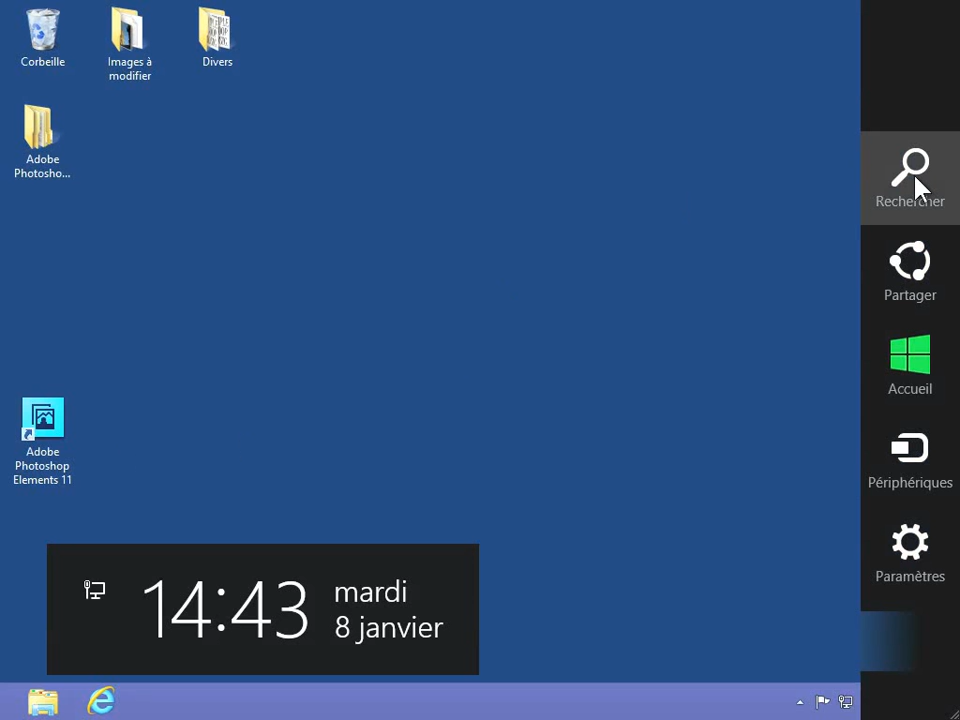 Corbeille
Images à
modifier
Divers
Adobe
Photosho...
Rechercher
Partager
Accueil
Périphériques
Paramètres
Adobe
Photoshop
Elements 11
14:43
mardi
8 janvier